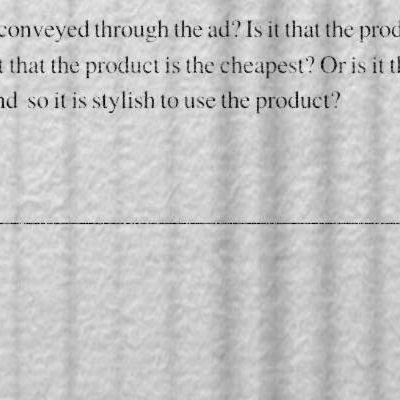 conveyed through the ad? Is it that the prod
t that the product is the cheapest? Or is it th
nd so it is stylish to use the product?